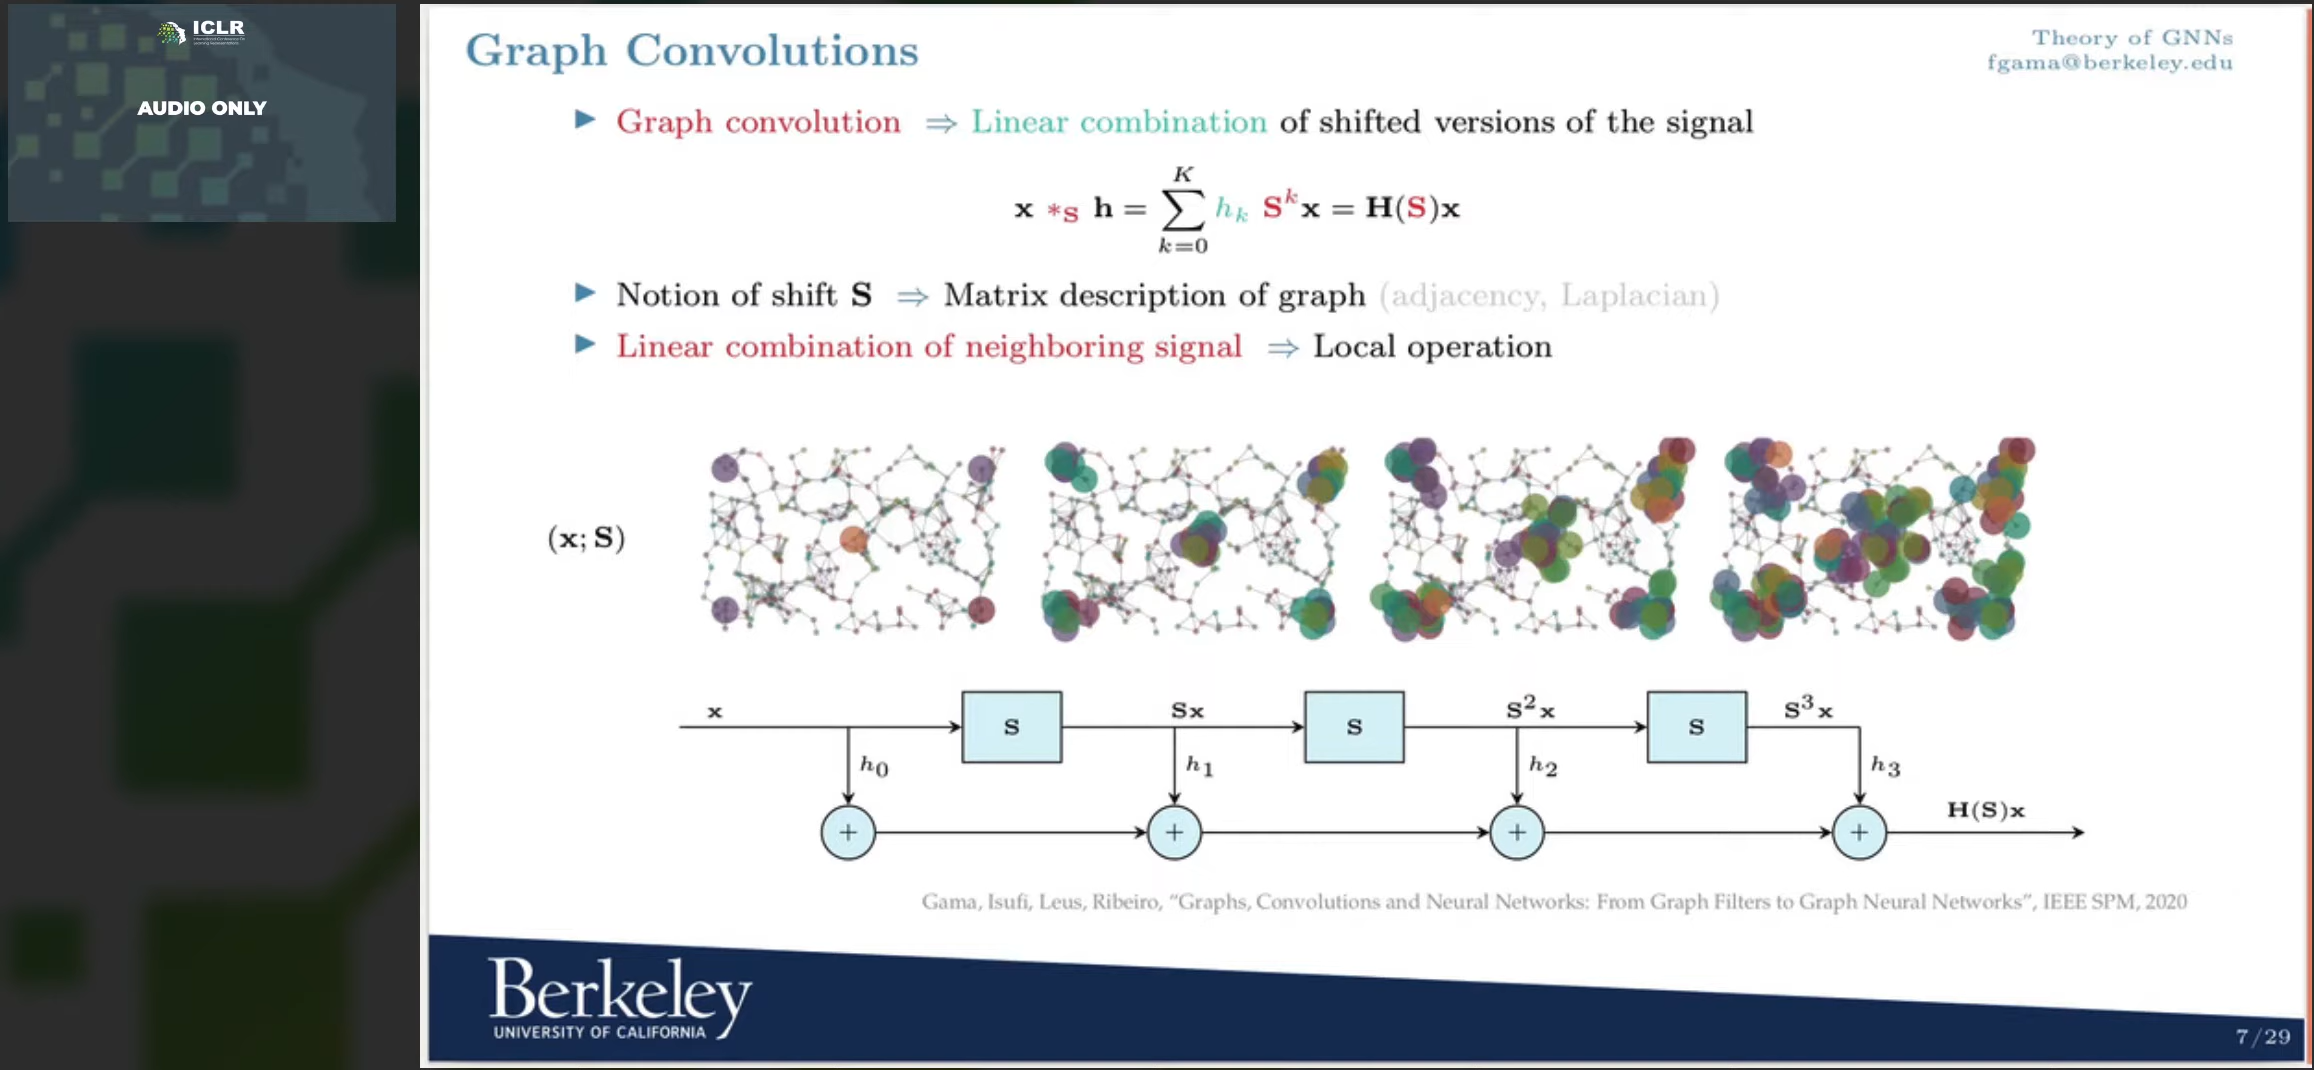 ICLR
AUDIO ONLY
Graph Convolutions
Theory of GNNs
fgama@berkeley.edu
► Graph convolution ⇒ Linear combination of shifted versions of the signal
x *_S h = ∑_{k=0}^{K} h_k S^k x = H(S)x
► Notion of shift S ⇒ Matrix description of graph (adjacency, Laplacian)
► Linear combination of neighboring signal ⇒ Local operation
(x; S)
x S Sx S S²x S S³x
h₀ h₁ h₂ h₃
+ + + + H(S)x
Gama, Isufi, Leus, Ribeiro, “Graphs, Convolutions and Neural Networks: From Graph Filters to Graph Neural Networks”, IEEE SPM, 2020
Berkeley
UNIVERSITY OF CALIFORNIA
7/29